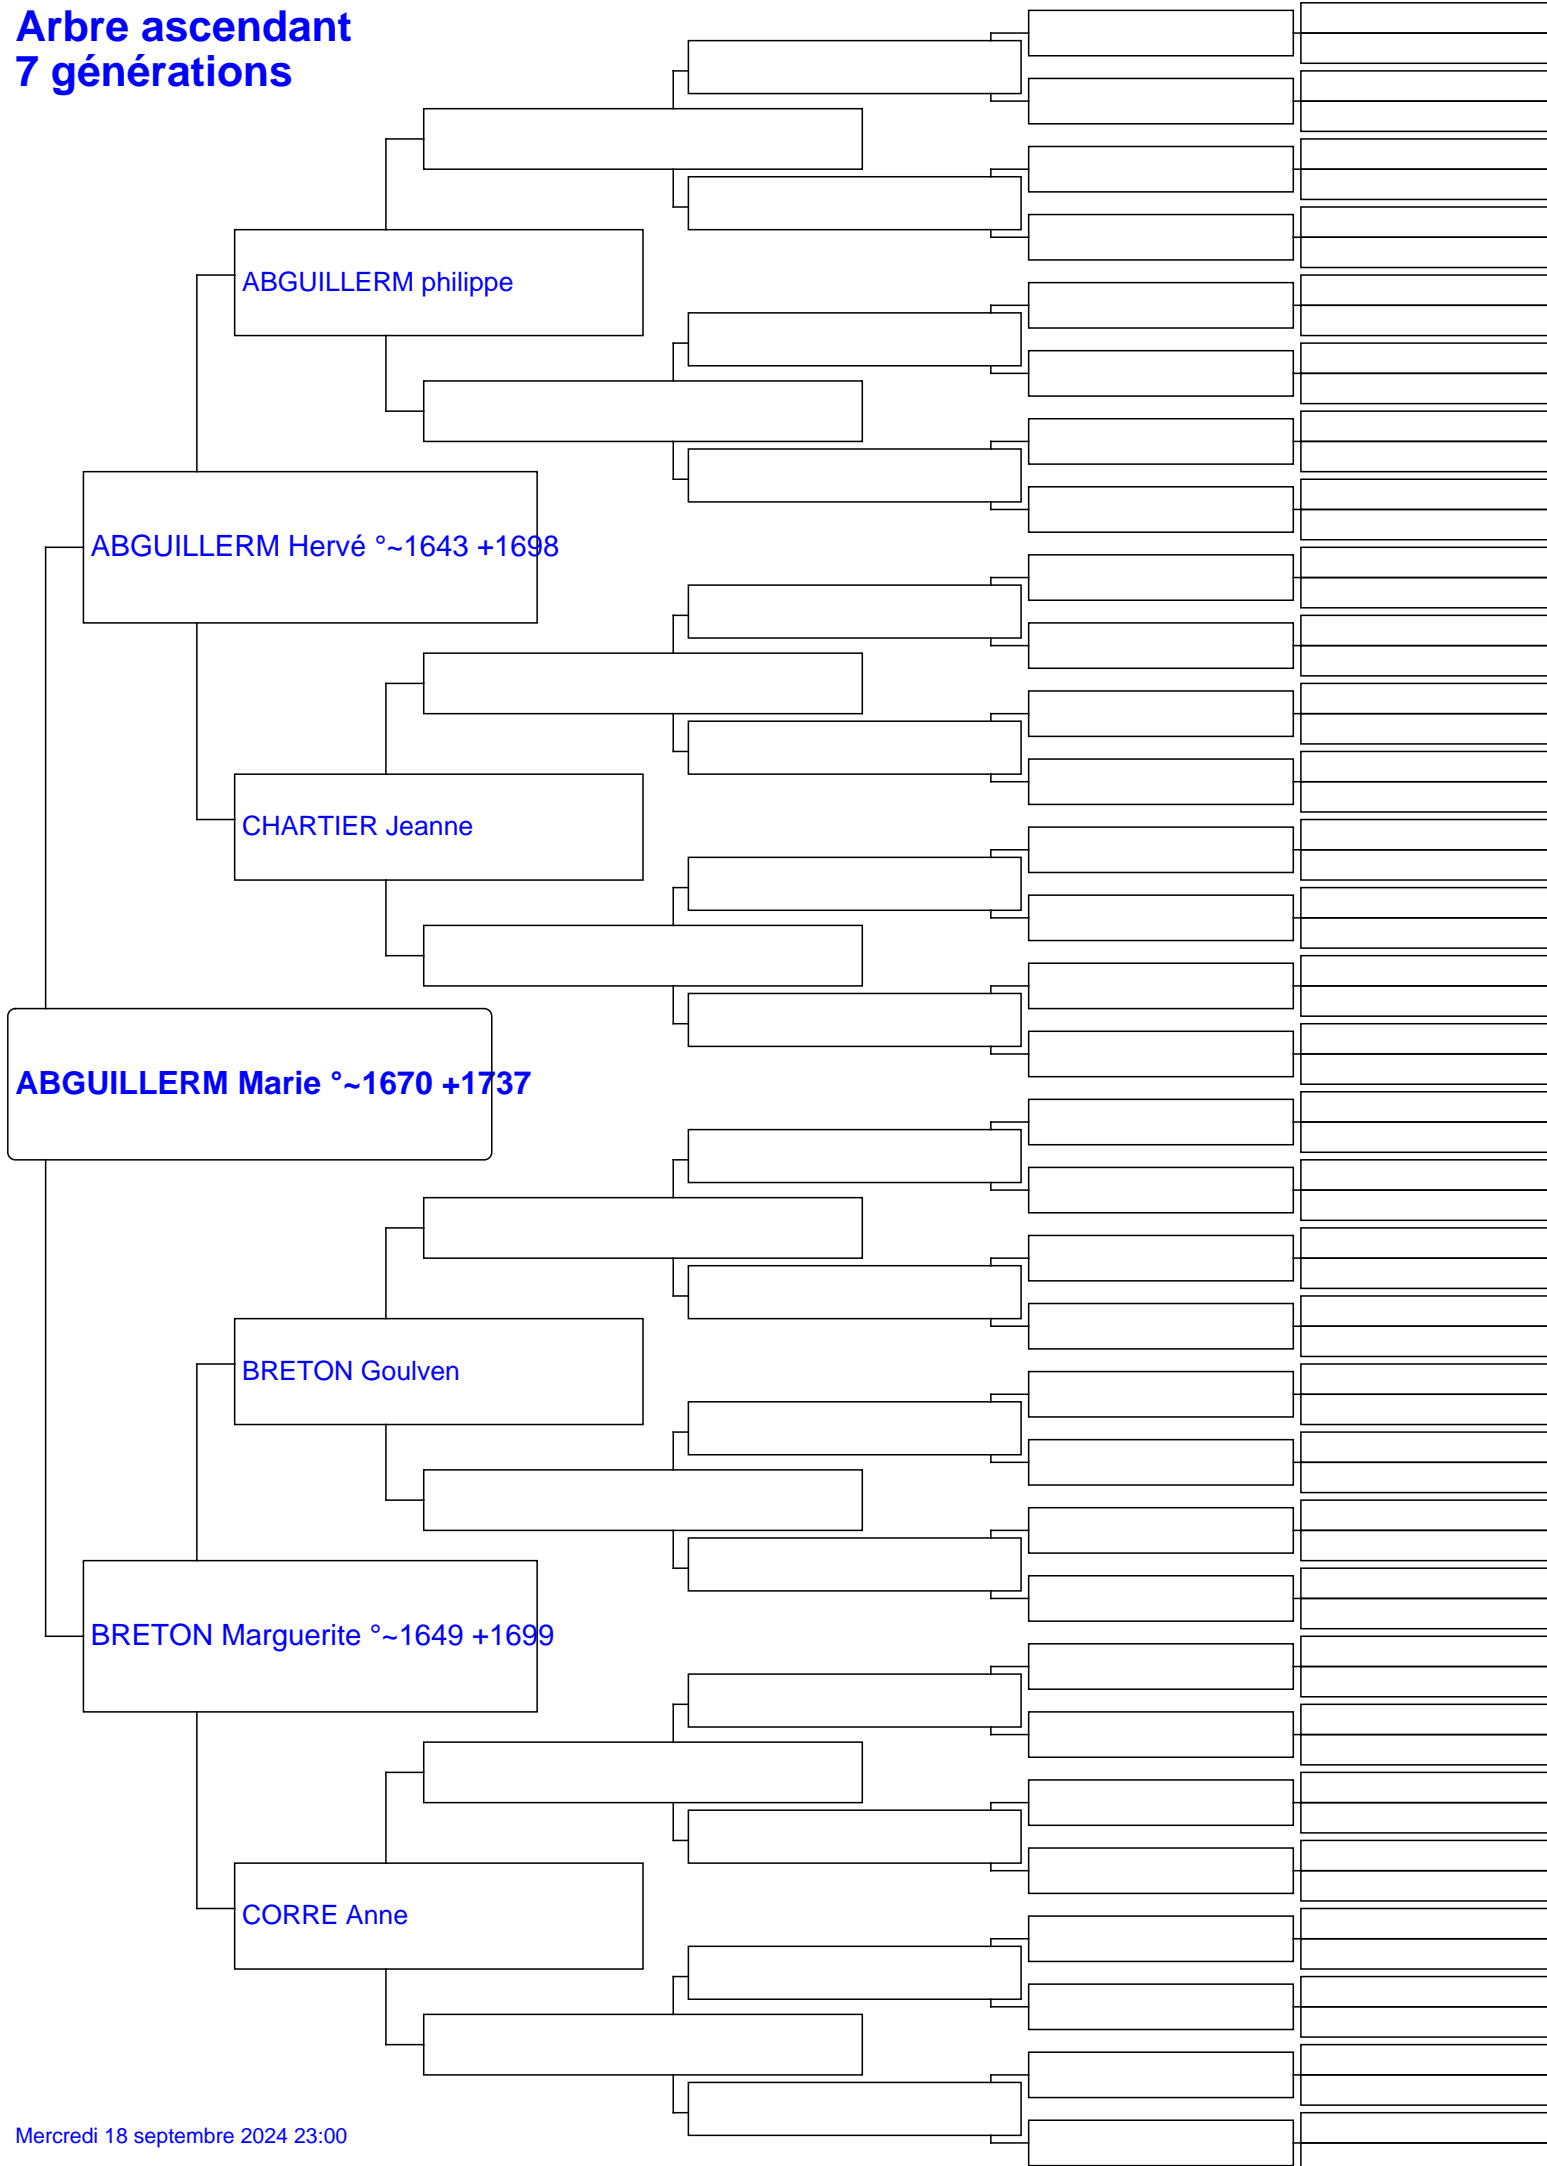 Arbre ascendant
7 générations
ABGUILLERM philippe
ABGUILLERM Hervé °~1643 +1698
CHARTIER Jeanne
ABGUILLERM Marie °~1670 +1737
BRETON Goulven
BRETON Marguerite °~1649 +1699
CORRE Anne
Mercredi 18 septembre 2024 23:00